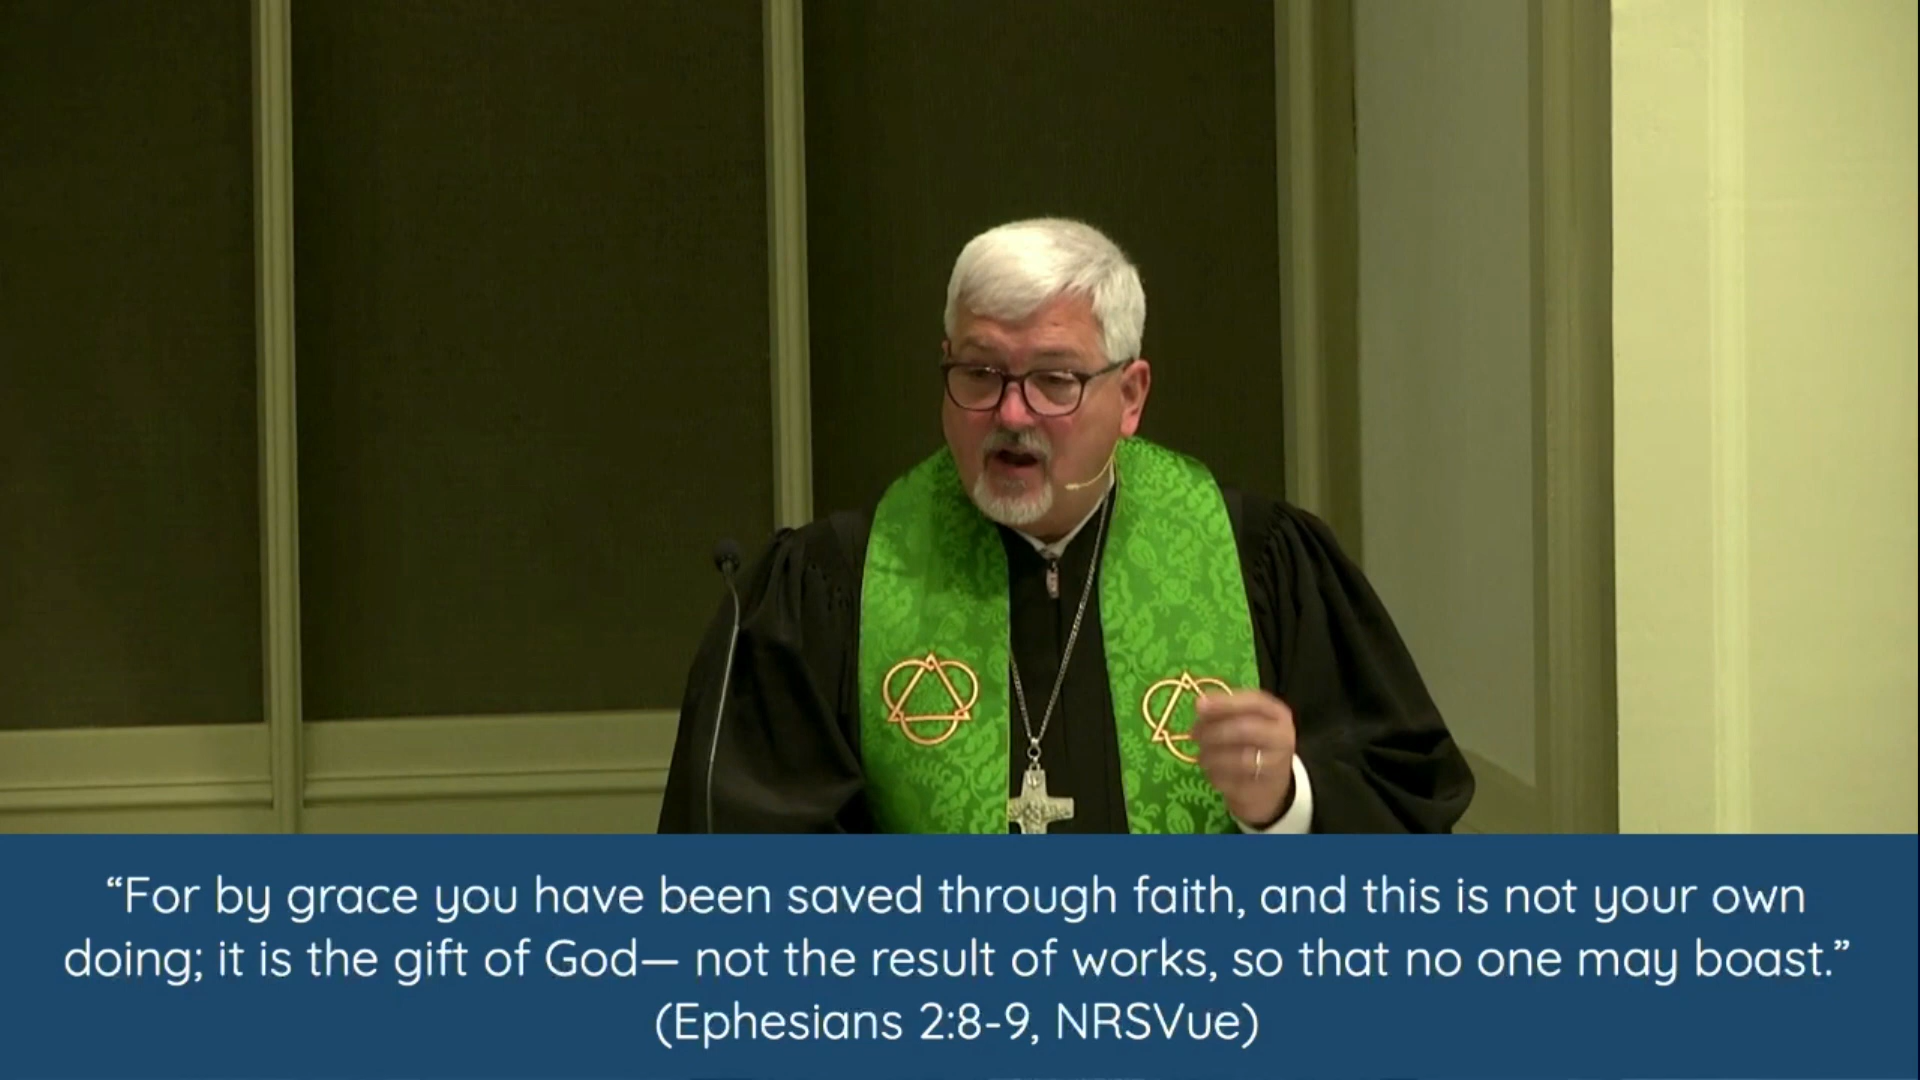 “For by grace you have been saved through faith, and this is not your own
doing; it is the gift of God— not the result of works, so that no one may boast.”
(Ephesians 2:8-9, NRSVue)